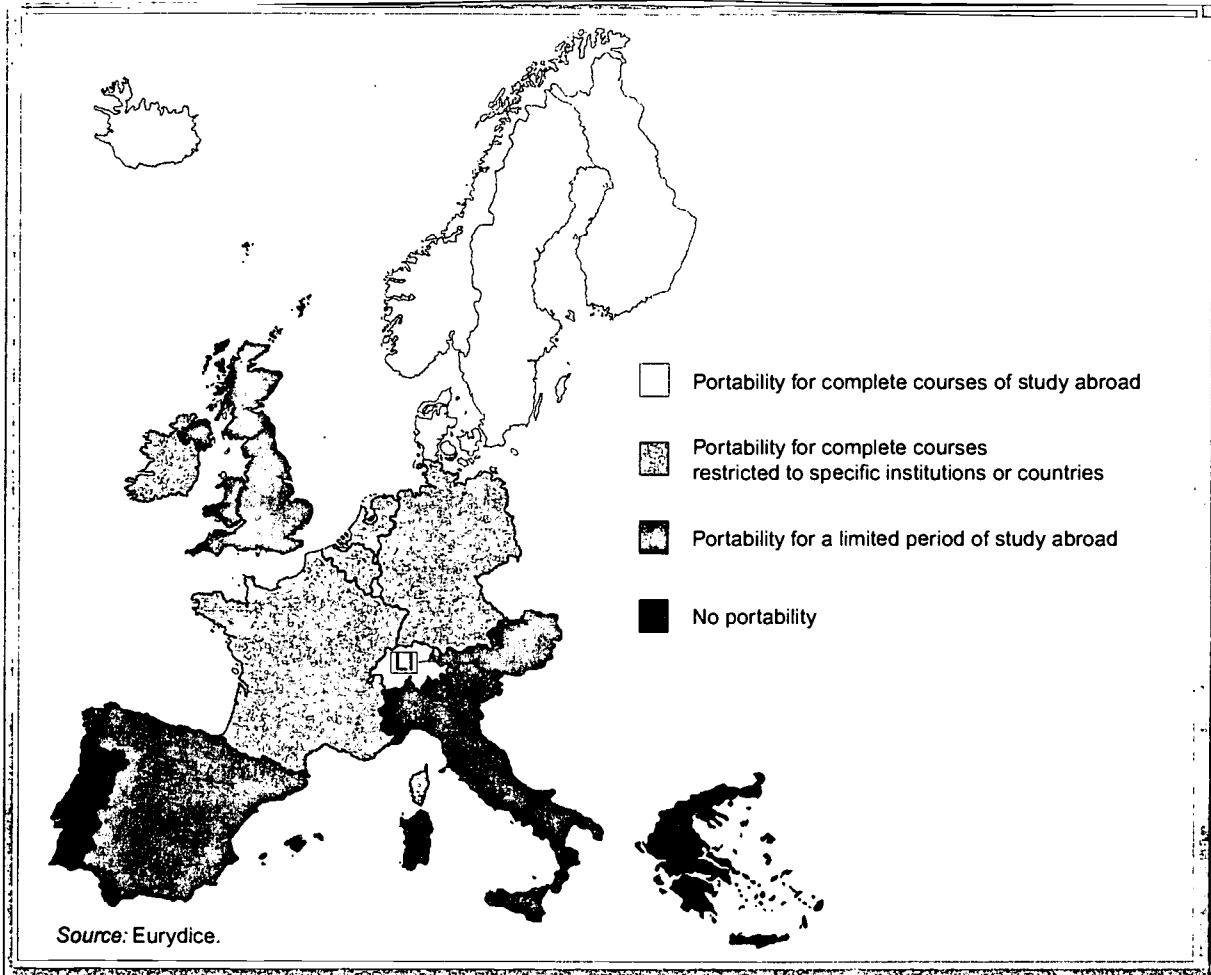 Portability for complete courses of study abroad
Portability for complete courses
restricted to specific institutions or countries
Portability for a limited period of study abroad
No portability
LI
Source: Eurydice.